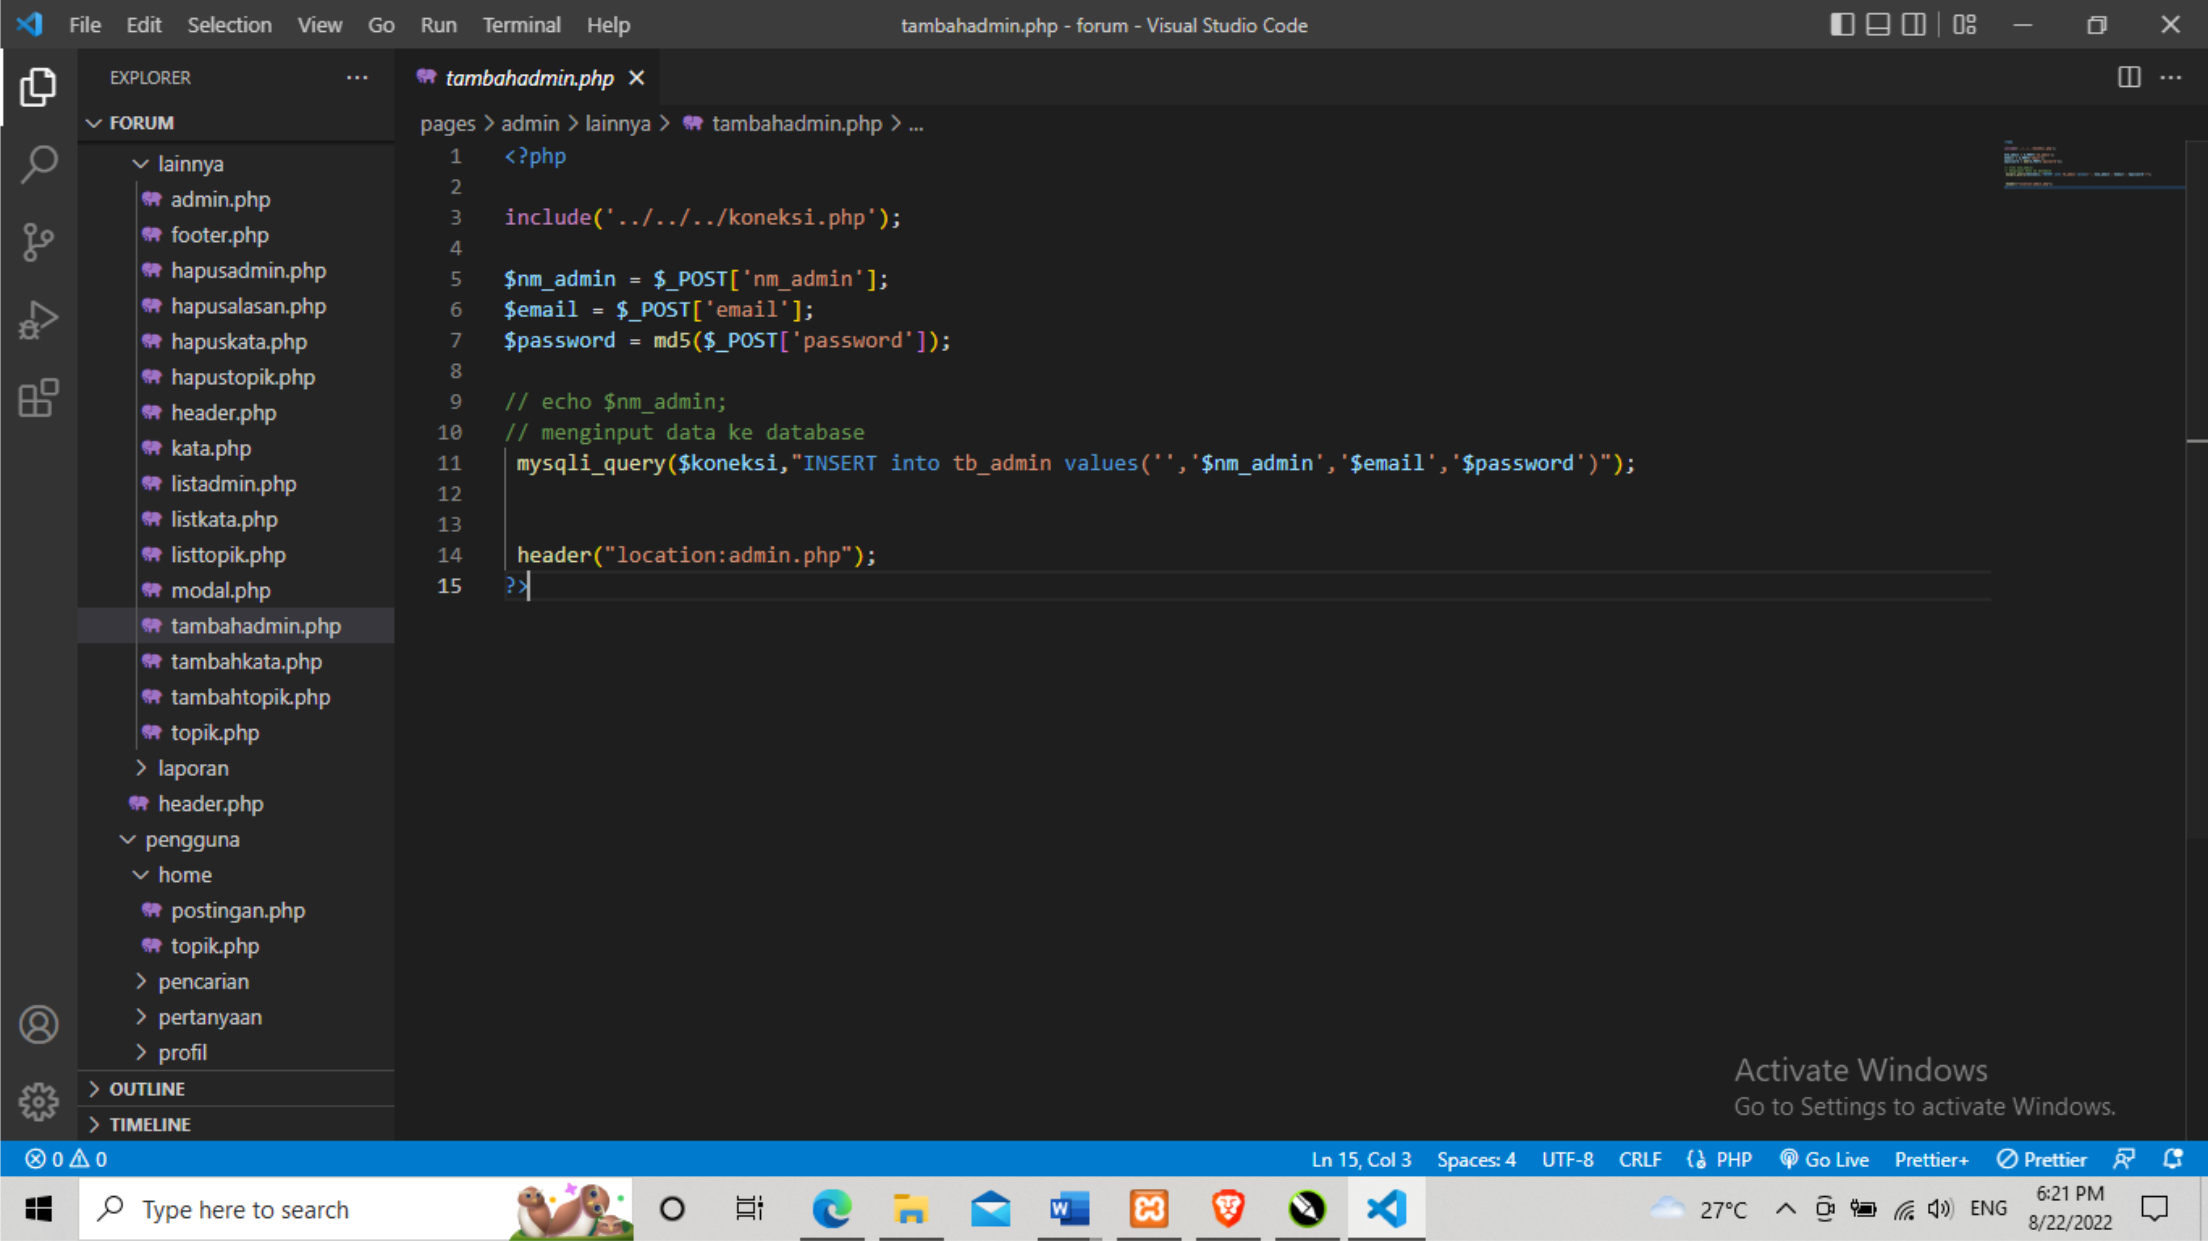 File Edit Selection View Go Run Terminal Help
tambahadmin.php - forum - Visual Studio Code
EXPLORER ...
FORUM
lainnya
admin.php
footer.php
hapusadmin.php
hapusalasan.php
hapuskata.php
hapustopik.php
header.php
kata.php
listadmin.php
listkata.php
listtopik.php
modal.php
tambahadmin.php
tambahkata.php
tambahtopik.php
topik.php
laporan
header.php
pengguna
home
postingan.php
topik.php
pencarian
pertanyaan
profil
OUTLINE
TIMELINE
tambahadmin.php
pages > admin > lainnya > tambahadmin.php > ...
1 <?php
2
3 include('../../../koneksi.php');
4
5 $nm_admin = $_POST['nm_admin'];
6 $email = $_POST['email'];
7 $password = md5($_POST['password']);
8
9 // echo $nm_admin;
10 // menginput data ke database
11 mysqli_query($koneksi,"INSERT into tb_admin values('','$nm_admin','$email','$password')");
12
13
14 header("location:admin.php");
15 ?>
Activate Windows
Go to Settings to activate Windows.
0 0
Ln 15, Col 3 Spaces: 4 UTF-8 CRLF PHP Go Live Prettier+ Prettier
Type here to search
27°C ENG
6:21 PM
8/22/2022